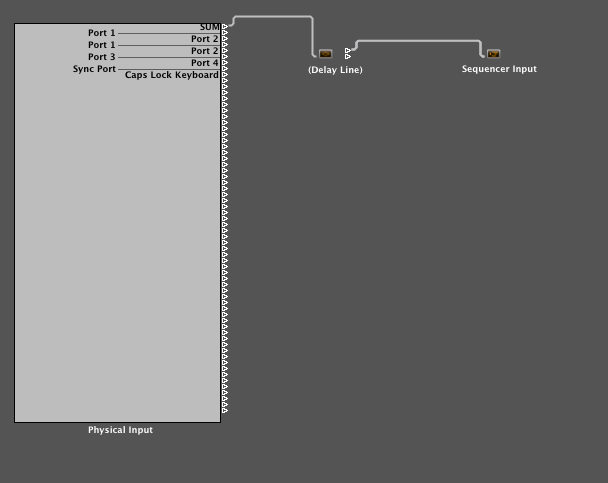 SUM
Port 1 Port 2
Port 1 Port 2
Port 3 Port 4
Sync Port Caps Lock Keyboard
(Delay Line)
Sequencer Input
Physical Input